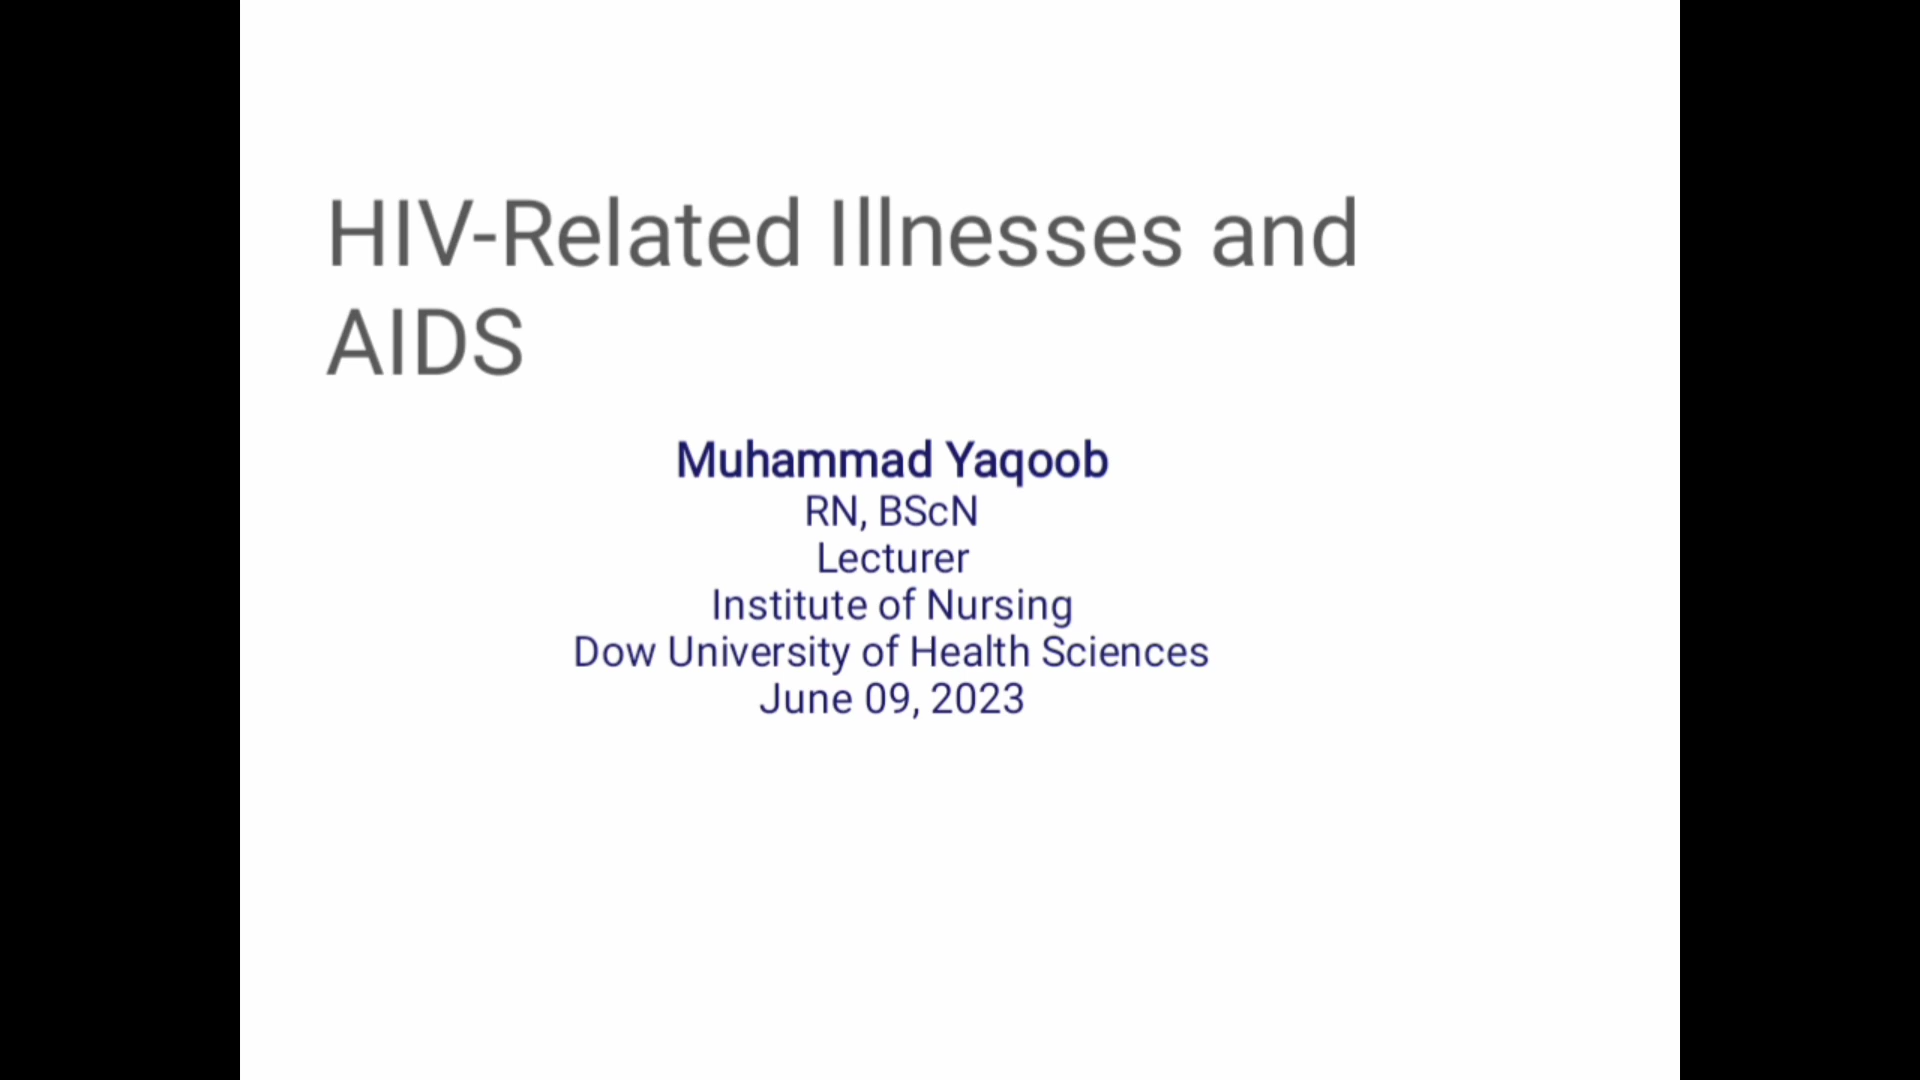 HIV-Related Illnesses and
AIDS
Muhammad Yaqoob
RN, BScN
Lecturer
Institute of Nursing
Dow University of Health Sciences
June 09, 2023